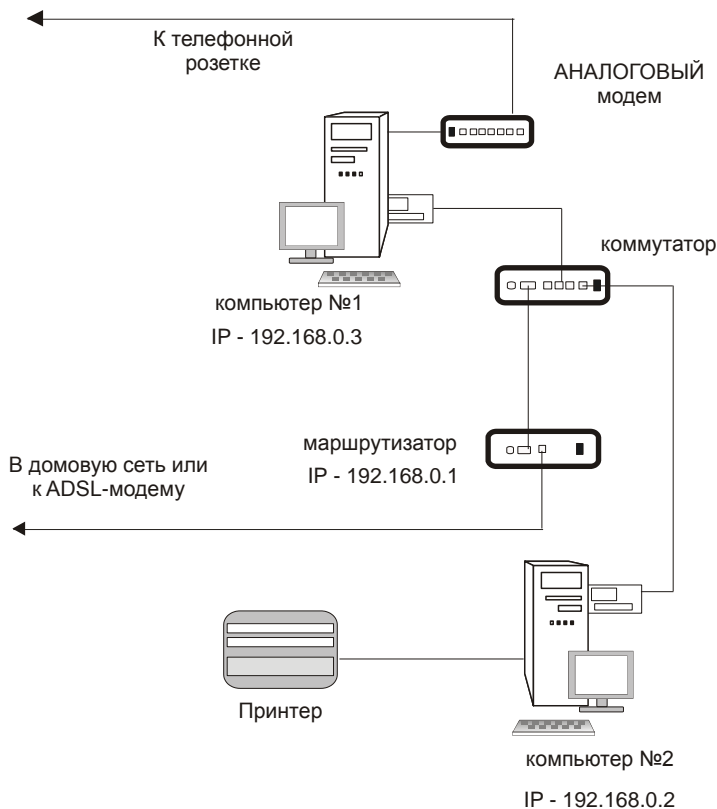 К телефонной
розетке
АНАЛОГОВЫЙ
модем
коммутатор
компьютер №1
IP - 192.168.0.3
маршрутизатор
IP - 192.168.0.1
В домовую сеть или
к ADSL-модему
Принтер
компьютер №2
IP - 192.168.0.2